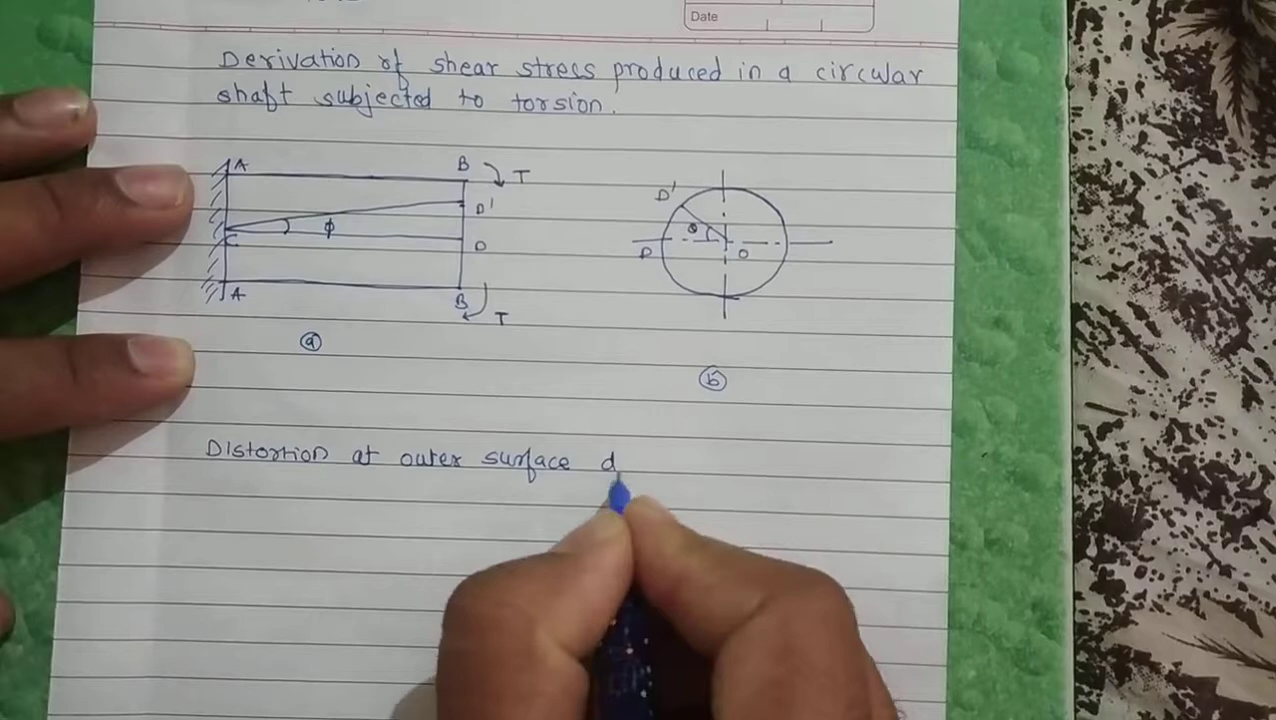 Date
Derivation of shear stress produced in a circular
shaft subjected to torsion.
A B T
D'
C ϕ D
A B T
D'
θ
D O
a
b
Distortion at outer surface d